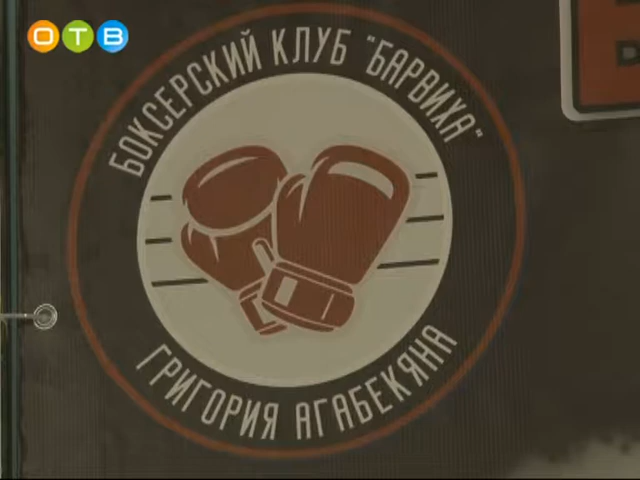 ОТВ
БОКСЕРСКИЙ КЛУБ "БАРВИХА"
ГРИГОРИЯ АГАБЕКЯНА